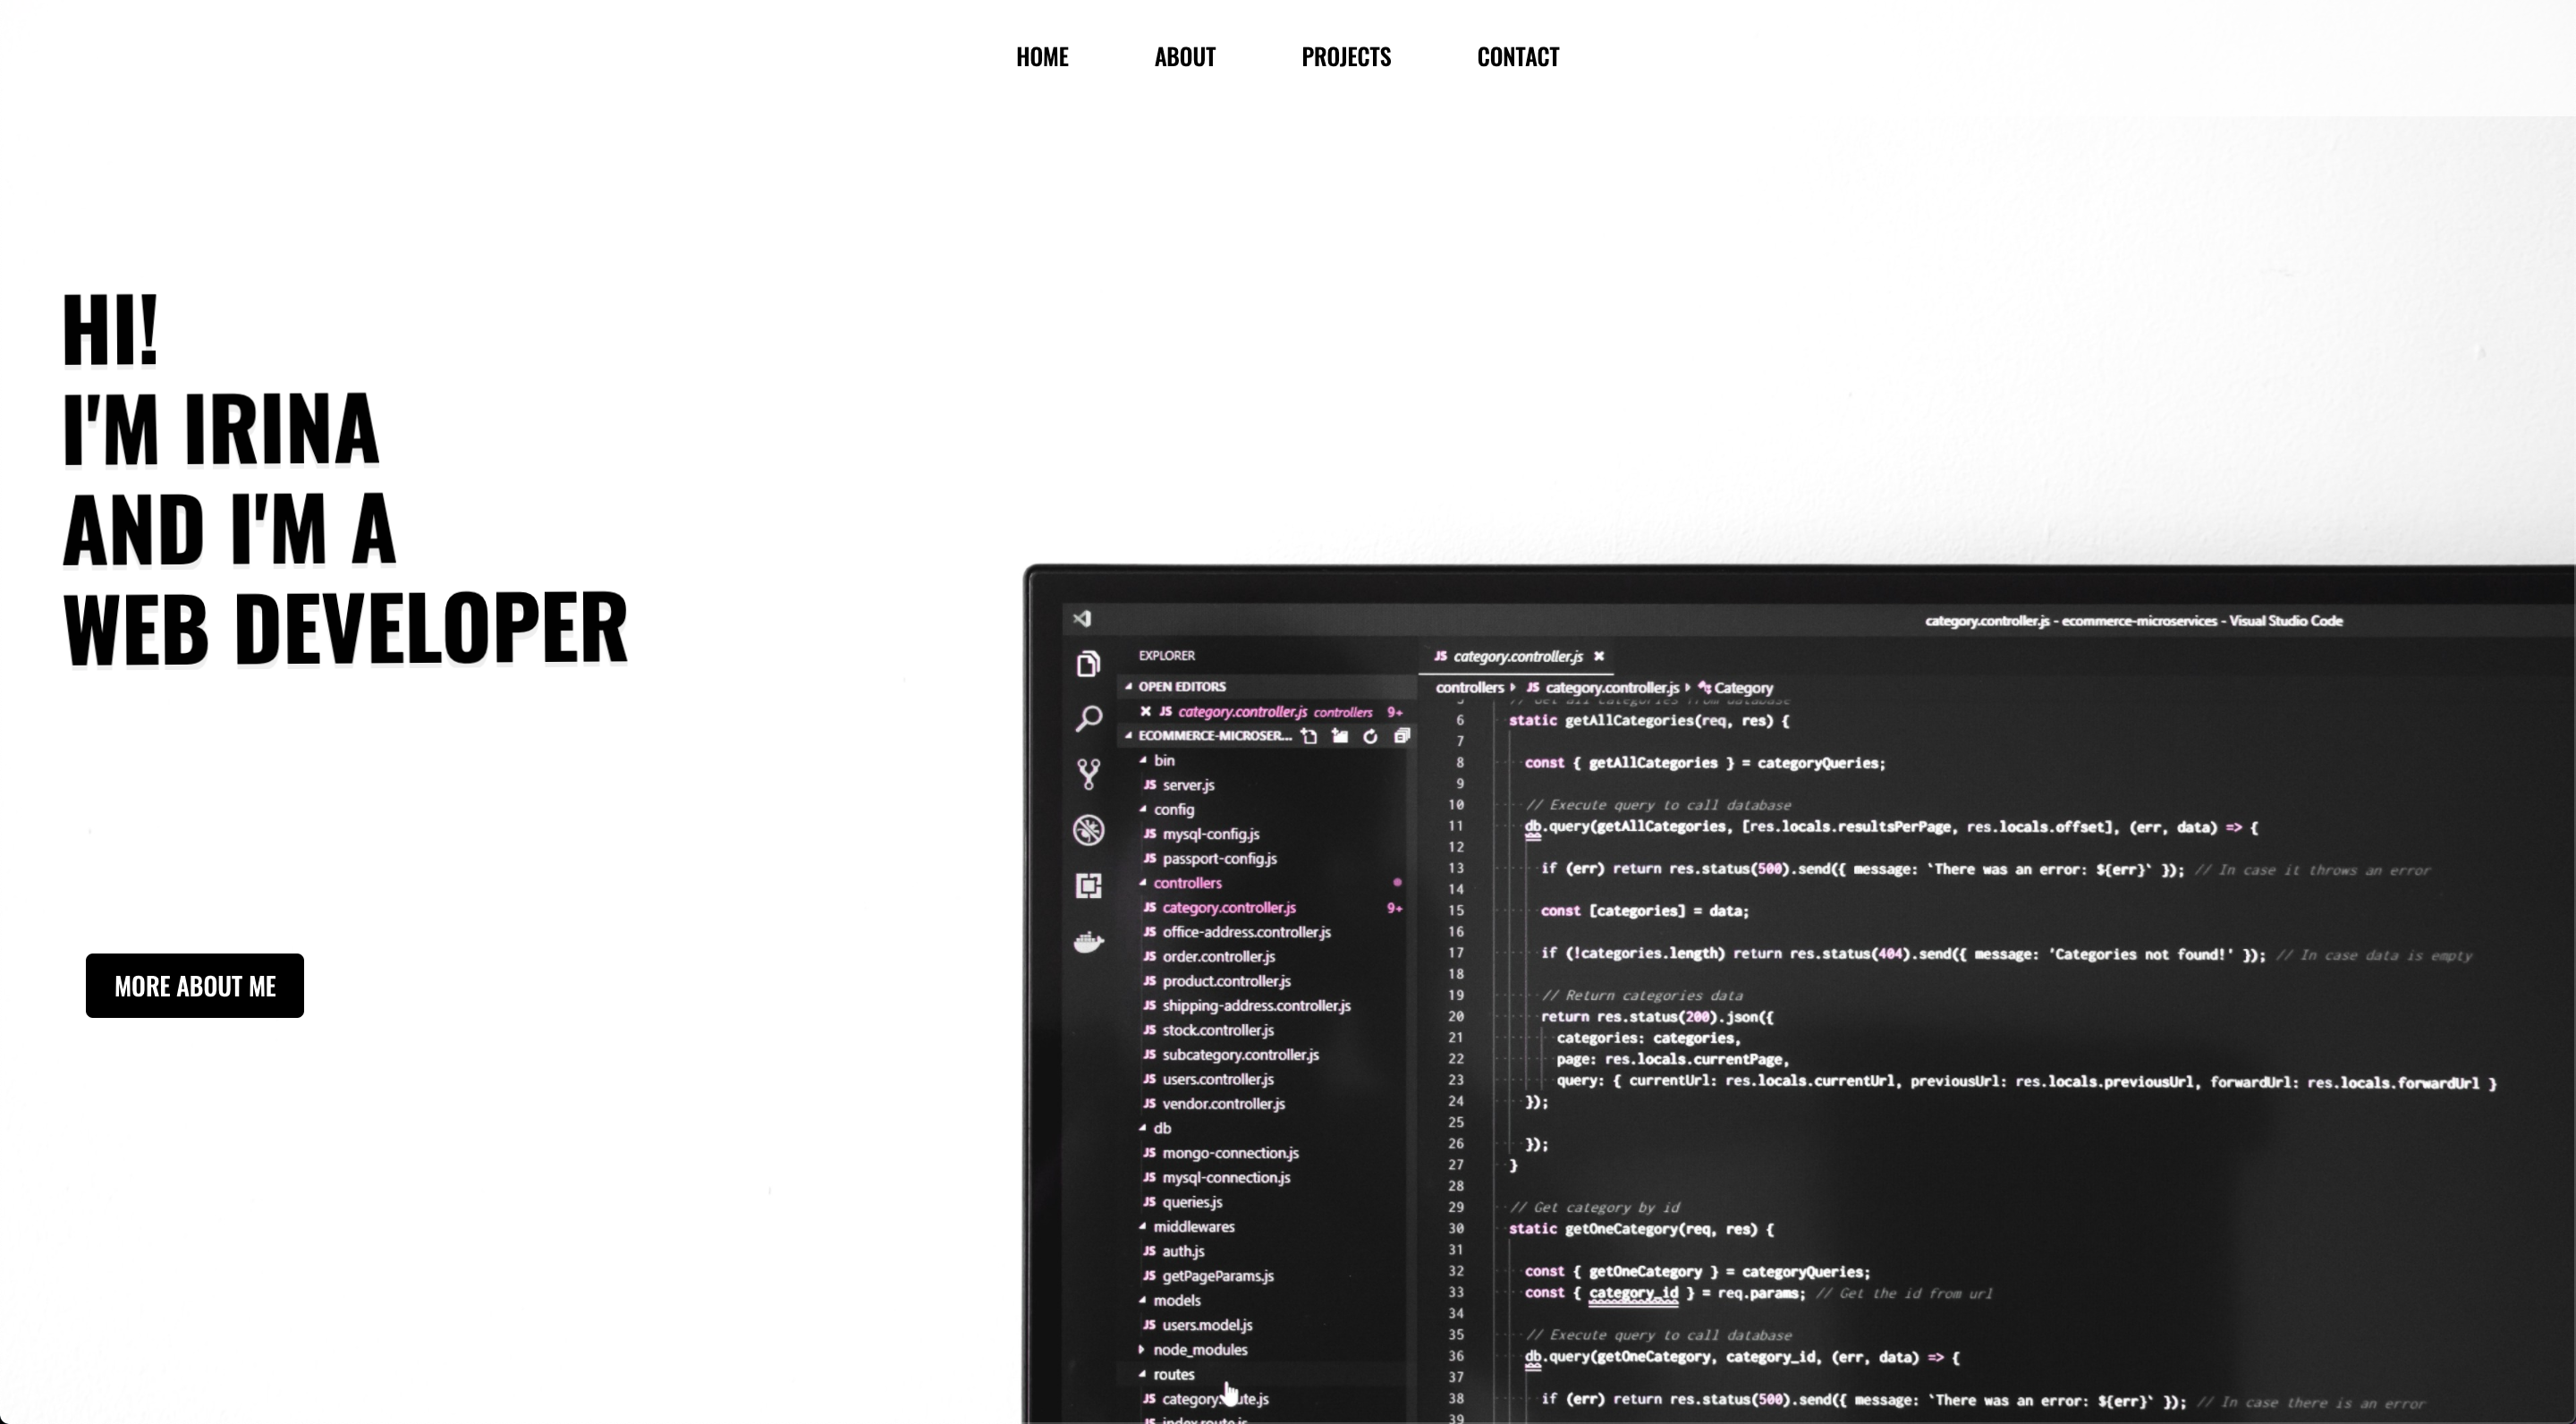 HOME ABOUT PROJECTS CONTACT
HI!
I'M IRINA
AND I'M A
WEB DEVELOPER
MORE ABOUT ME
category.controller.js - ecommerce-microservices - Visual Studio Code
EXPLORER
OPEN EDITORS
JS category.controller.js controllers 9+
ECOMMERCE-MICROSER...
bin
JS server.js
config
JS mysql-config.js
JS passport-config.js
controllers
JS category.controller.js 9+
JS office-address.controller.js
JS order.controller.js
JS product.controller.js
JS shipping-address.controller.js
JS stock.controller.js
JS subcategory.controller.js
JS users.controller.js
JS vendor.controller.js
db
JS mongo-connection.js
JS mysql-connection.js
JS queries.js
middlewares
JS auth.js
JS getPageParams.js
models
JS users.model.js
node_modules
routes
JS index.route.js
JS category.controller.js
controllers JS category.controller.js Category
5 // Get all categories from database
6 static getAllCategories(req, res) {
7
8 const { getAllCategories } = categoryQueries;
9
10 // Execute query to call database
11 db.query(getAllCategories, [res.locals.resultsPerPage, res.locals.offset], (err, data) => {
12
13 if (err) return res.status(500).send({ message: `There was an error: ${err}` }); // In case it throws an error
14
15 const [categories] = data;
16
17 if (!categories.length) return res.status(404).send({ message: 'Categories not found!' }); // In case data is empty
18
19 // Return categories data
20 return res.status(200).json({
21 categories: categories,
22 page: res.locals.currentPage,
23 query: { currentUrl: res.locals.currentUrl, previousUrl: res.locals.previousUrl, forwardUrl: res.locals.forwardUrl }
24 });
25
26 });
27 }
28
29 // Get category by id
30 static getOneCategory(req, res) {
31
32 const { getOneCategory } = categoryQueries;
33 const { category_id } = req.params; // Get the id from url
34
35 // Execute query to call database
36 db.query(getOneCategory, category_id, (err, data) => {
37
38 if (err) return res.status(500).send({ message: `There was an error: ${err}` }); // In case there is an error
39